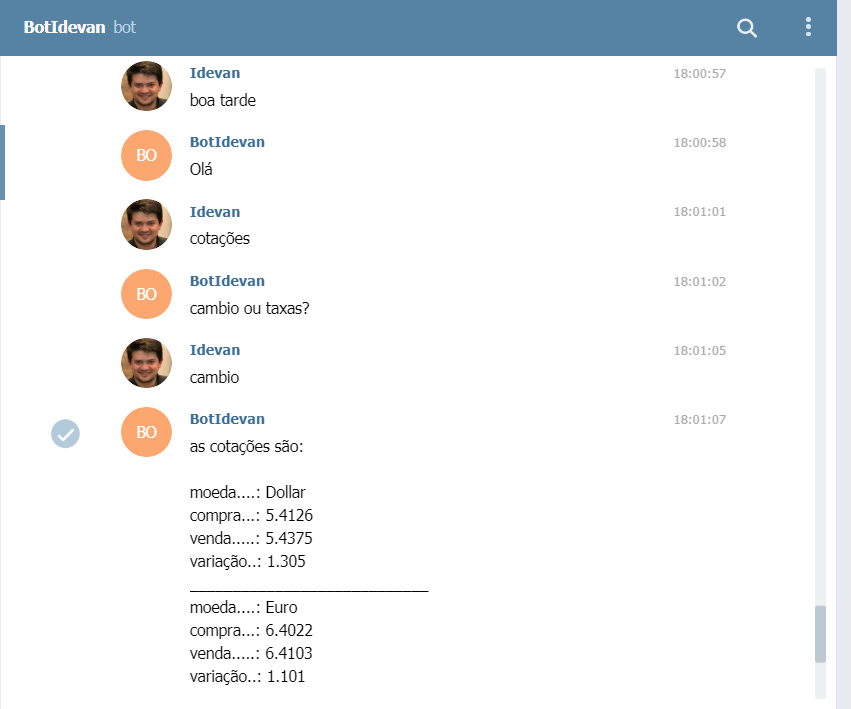 BotIdevan bot
Idevan 18:00:57
boa tarde
BO BotIdevan 18:00:58
Olá
Idevan 18:01:01
cotações
BO BotIdevan 18:01:02
cambio ou taxas?
Idevan 18:01:05
cambio
BO BotIdevan 18:01:07
as cotações são:
moeda....: Dollar
compra...: 5.4126
venda.....: 5.4375
variação..: 1.305
____________________________
moeda....: Euro
compra...: 6.4022
venda.....: 6.4103
variação..: 1.101